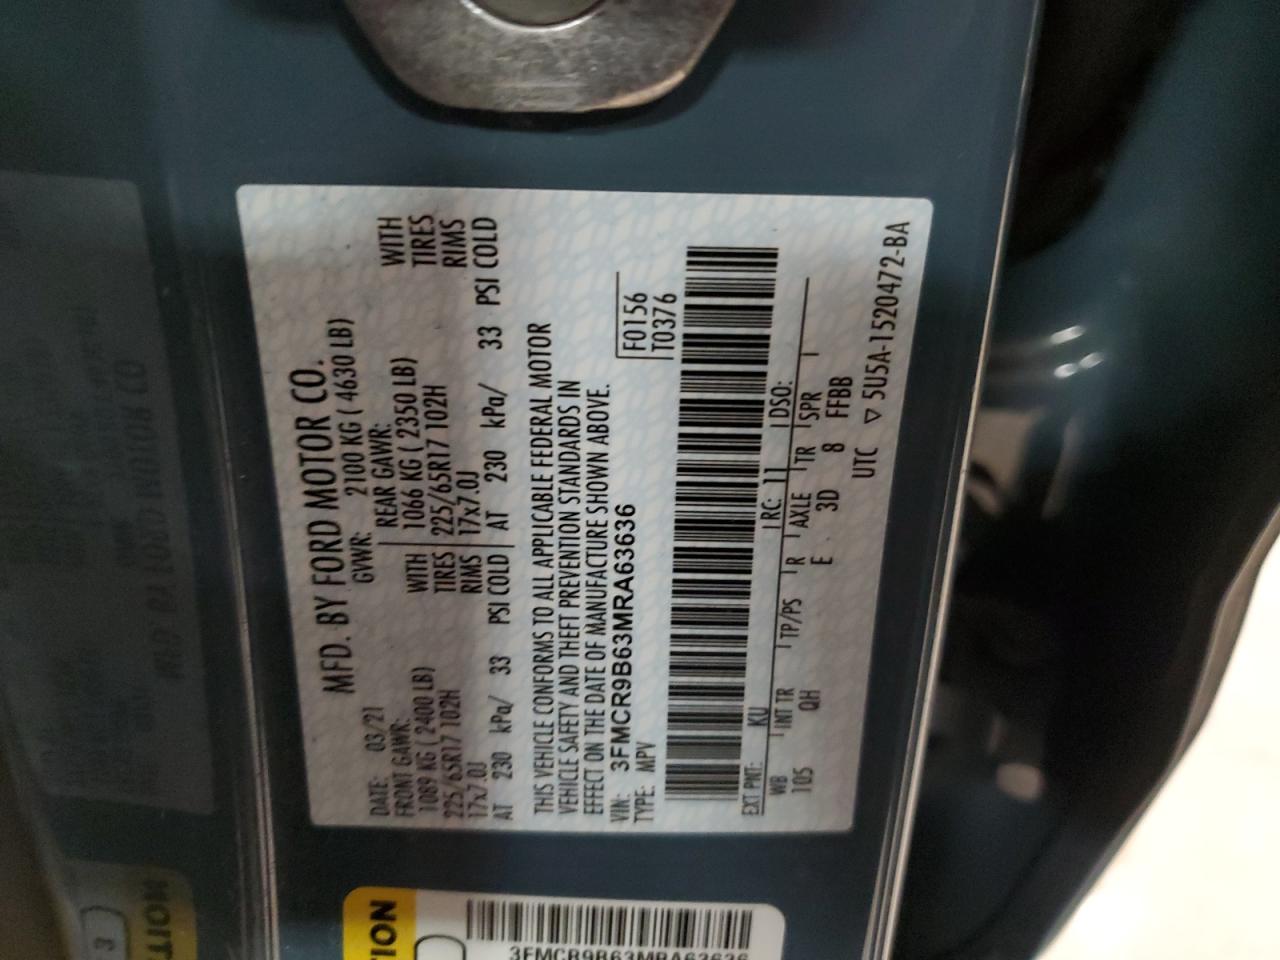 MFD. BY FORD MOTOR CO.
DATE: 03/21 GVWR: 2100 KG ( 4630 LB)
FRONT GAWR: REAR GAWR:
1089 KG ( 2400 LB) WITH 1066 KG ( 2350 LB) WITH
225/65R17 102H TIRES 225/65R17 102H TIRES
17x7.0J RIMS 17x7.0J RIMS
AT 230 kPa/ 33 PSI COLD AT 230 kPa/ 33 PSI COLD
THIS VEHICLE CONFORMS TO ALL APPLICABLE FEDERAL MOTOR
VEHICLE SAFETY AND THEFT PREVENTION STANDARDS IN
EFFECT ON THE DATE OF MANUFACTURE SHOWN ABOVE.
VIN: 3FMCR9B63MRA63636 F0156
TYPE: MPV T0376
EXT PNT: KU RC: 11 DSO:
WB INT TR TP/PS R AXLE TR SPR
105 QH E 3D 8 FFBB
UTC ▽ 5U5A-1520472-BA
TION
3FMCR9B63MRA63636